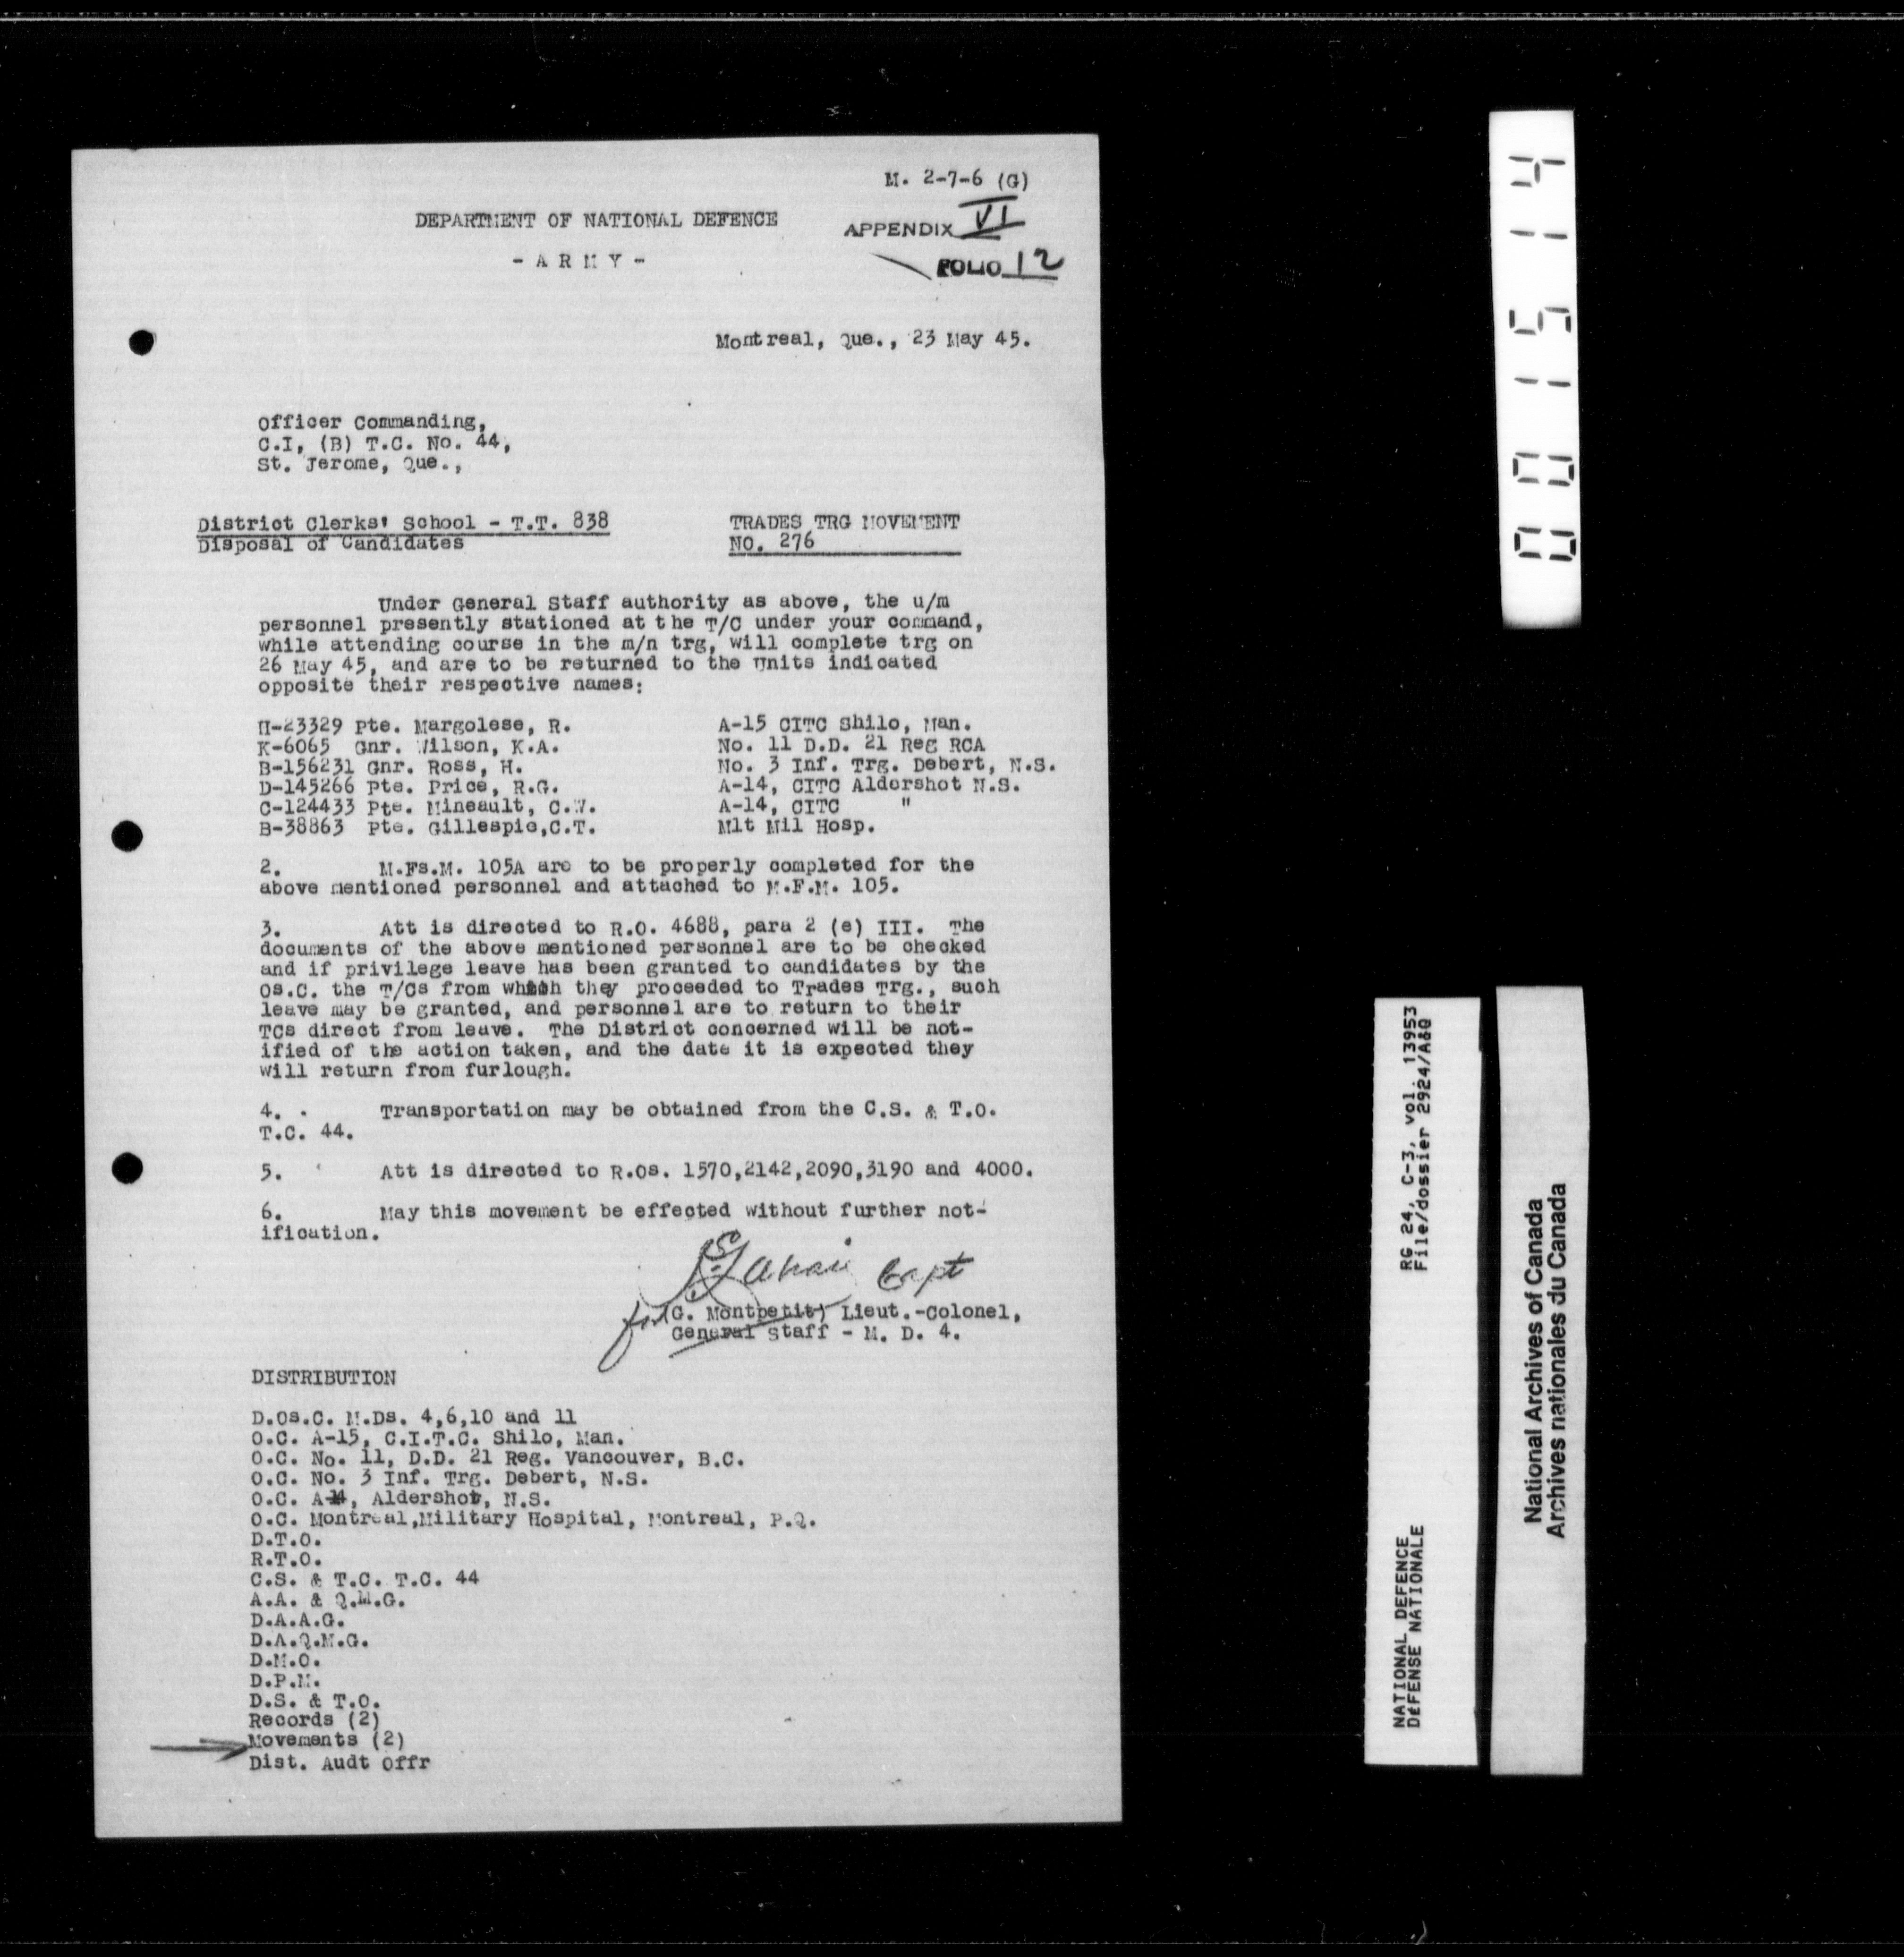 M. 2-7-6 (G)
DEPARTMENT OF NATIONAL DEFENCE
APPENDIX VI
- A R M Y -
FOLIO 12
Montreal, Que., 23 May 45.
Officer Commanding,
C.I, (B) T.C. No. 44,
St. Jerome, Que.,
District Clerks' School - T.T. 838
Disposal of Candidates
TRADES TRG MOVEMENT
NO. 276
Under General Staff authority as above, the u/m
personnel presently stationed at the T/C under your command,
while attending course in the m/n trg, will complete trg on
26 May 45, and are to be returned to the Units indicated
opposite their respective names:
H-23329 Pte. Margolese, R. A-15 CITC Shilo, Man.
K-6065 Gnr. Wilson, K.A. No. 11 D.D. 21 Reg RCA
B-156231 Gnr. Ross, H. No. 3 Inf. Trg. Debert, N.S.
D-145266 Pte. Price, R.G. A-14, CITC Aldershot N.S.
C-124433 Pte. Mineault, C.W. A-14, CITC "
B-38863 Pte. Gillespie,C.T. Mlt Mil Hosp.
2. M.Fs.M. 105A are to be properly completed for the
above mentioned personnel and attached to M.F.M. 105.
3. Att is directed to R.O. 4688, para 2 (e) III. The
documents of the above mentioned personnel are to be checked
and if privilege leave has been granted to candidates by the
Os.C. the T/Cs from which they proceeded to Trades Trg., such
leave may be granted, and personnel are to return to their
TCs direct from leave. The District concerned will be not-
ified of the action taken, and the date it is expected they
will return from furlough.
4. Transportation may be obtained from the C.S. & T.O.
T.C. 44.
5. Att is directed to R.Os. 1570,2142,2090,3190 and 4000.
6. May this movement be effected without further not-
ification.
Capt
for (G. Montpetit) Lieut.-Colonel,
General Staff - M. D. 4.
DISTRIBUTION
D.Os.C. M.Ds. 4,6,10 and 11
O.C. A-15, C.I.T.C. Shilo, Man.
O.C. No. 11, D.D. 21 Reg. Vancouver, B.C.
O.C. No. 3 Inf. Trg. Debert, N.S.
O.C. A-14, Aldershot, N.S.
O.C. Montreal,Military Hospital, Montreal, P.Q.
D.T.O.
R.T.O.
C.S. & T.C. T.C. 44
A.A. & Q.M.G.
D.A.A.G.
D.A.Q.M.G.
D.M.O.
D.P.M.
D.S. & T.O.
Records (2)
Movements (2)
Dist. Audt Offr
001514
NATIONAL DEFENCE
DÉFENSE NATIONALE
RG 24, C-3, vol. 13953
File/dossier 2924/A&Q
National Archives of Canada
Archives nationales du Canada